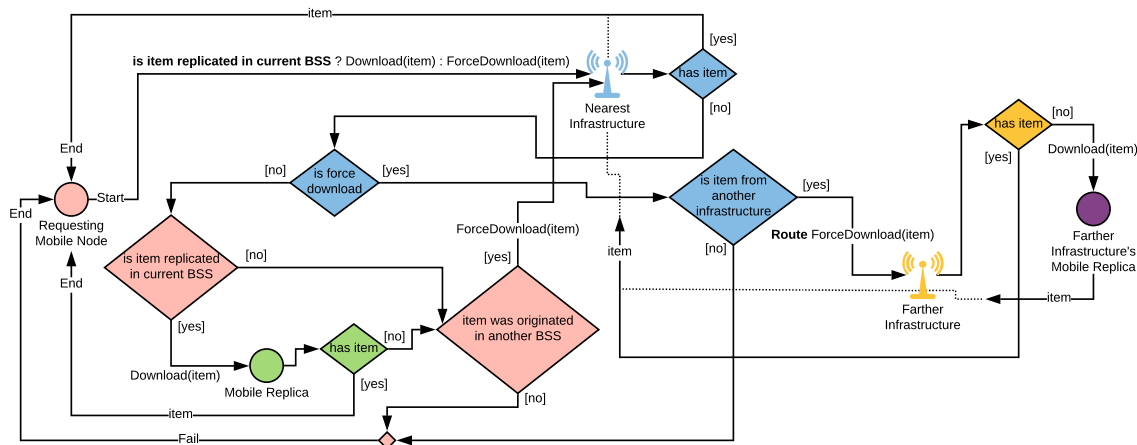 item
[yes]
is item replicated in current BSS ? Download(item) : ForceDownload(item)
has item
Nearest
Infrastructure
[no]
has item
[no]
[yes]
Download(item)
End
[no]
is force
download
[yes]
is item from
another
infrastructure
[yes]
Start
End
Requesting
Mobile Node
ForceDownload(item)
Route ForceDownload(item)
[no]
Farther
Infrastructure's
Mobile Replica
is item replicated
in current BSS
[no]
[yes]
item
End
item
Farther
Infrastructure
item was originated
in another BSS
[yes]
has item
[no]
Download(item)
Mobile Replica
[yes]
[no]
item
Fail